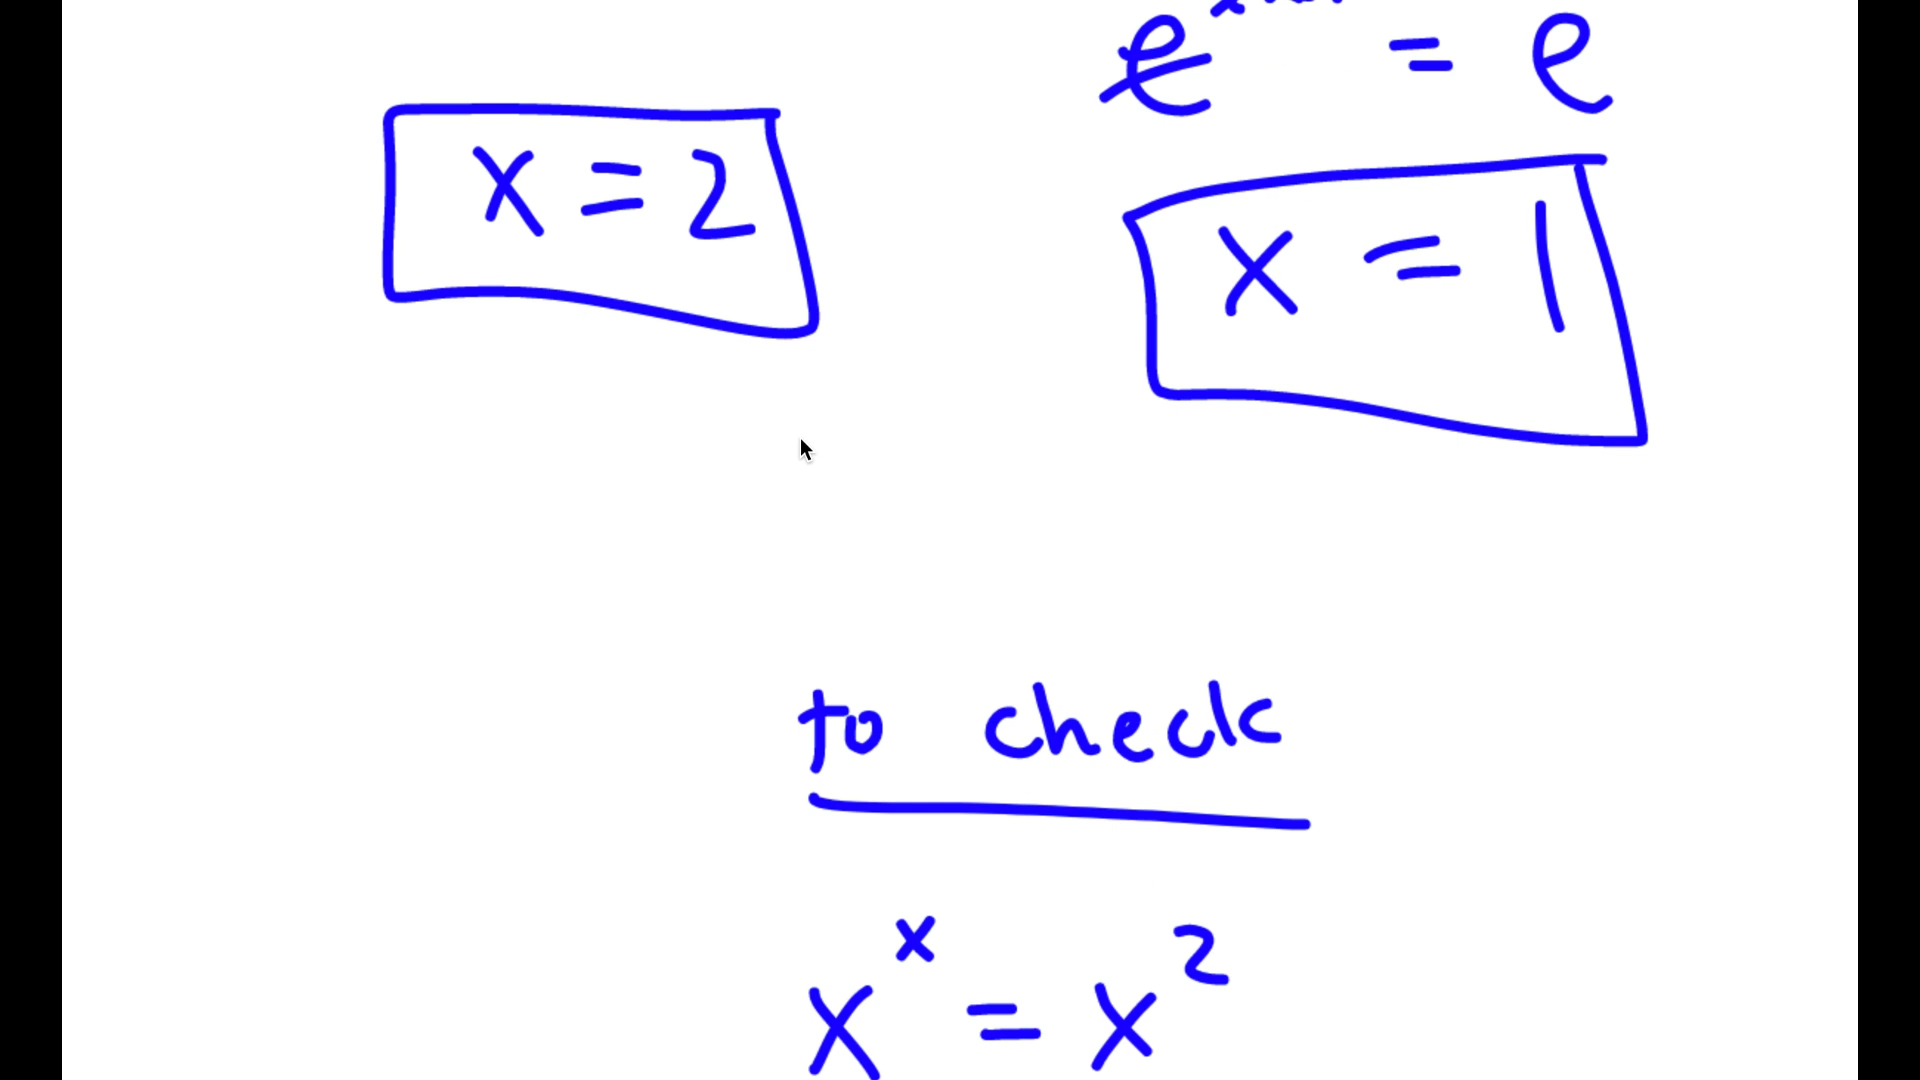 e = e
x = 2
x = 1
to check
x^x = x^2